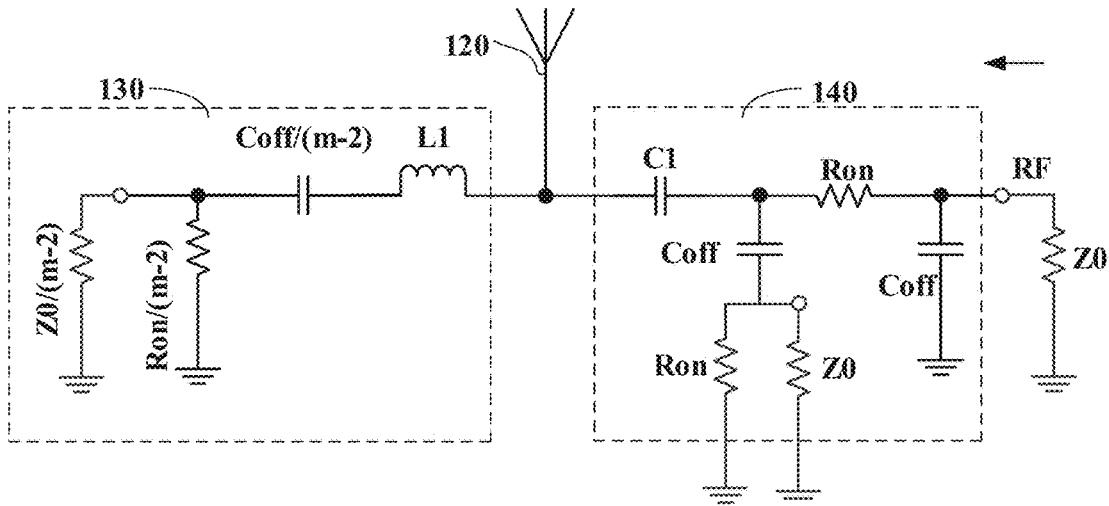 120
130
140
Coff/(m-2)
L1
C1
Ron
RF
Z0/(m-2)
Ron/(m-2)
Coff
Coff
Z0
Ron
Z0